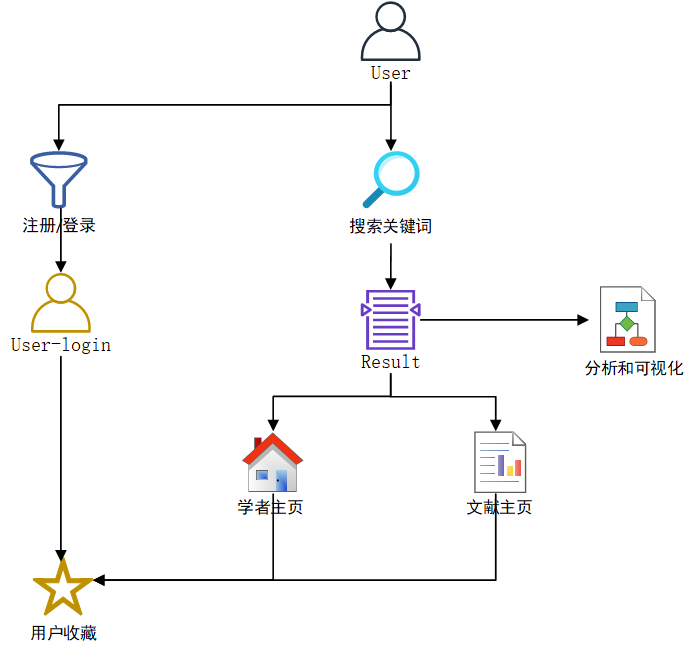 User
注册/登录
搜索关键词
User-login
Result
分析和可视化
学者主页
文献主页
用户收藏